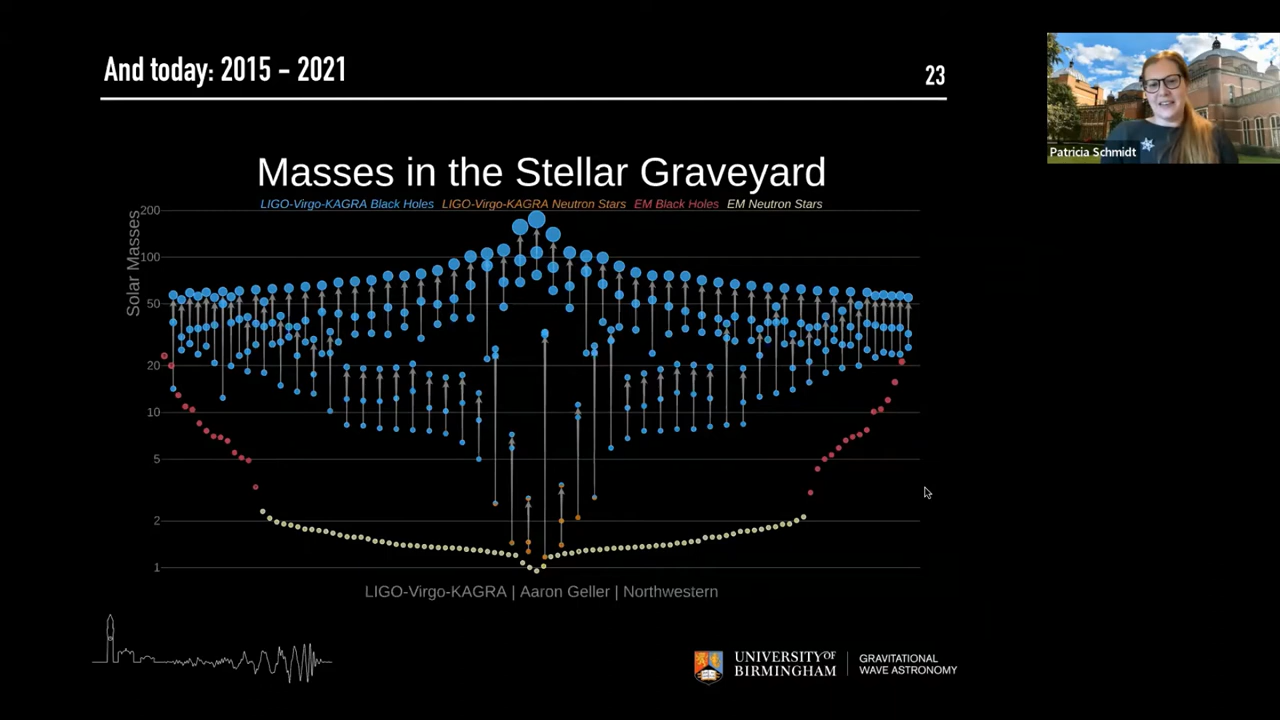 And today: 2015 – 2021
23
Patricia Schmidt
Masses in the Stellar Graveyard
LIGO-Virgo-KAGRA Black Holes LIGO-Virgo-KAGRA Neutron Stars EM Black Holes EM Neutron Stars
Solar Masses
200
100
50
20
10
5
2
1
LIGO-Virgo-KAGRA | Aaron Geller | Northwestern
UNIVERSITY OF
BIRMINGHAM
GRAVITATIONAL
WAVE ASTRONOMY